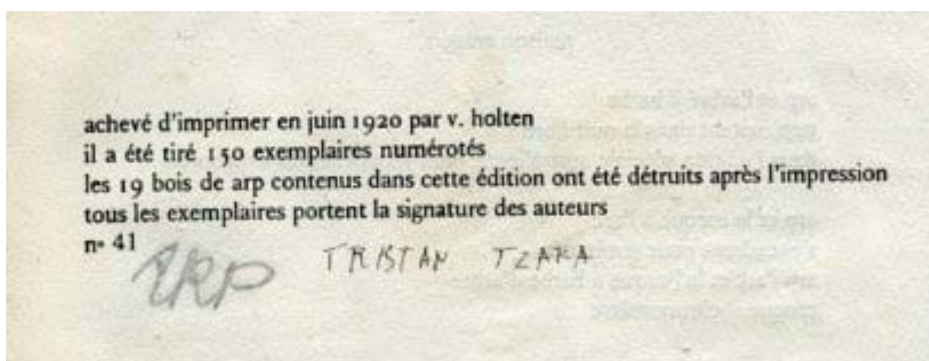 achevé d'imprimer en juin 1920 par v. holten
il a été tiré 150 exemplaires numérotés
les 19 bois de arp contenus dans cette édition ont été détruits après l'impression
tous les exemplaires portent la signature des auteurs
n° 41
ARP TRISTAN TZARA